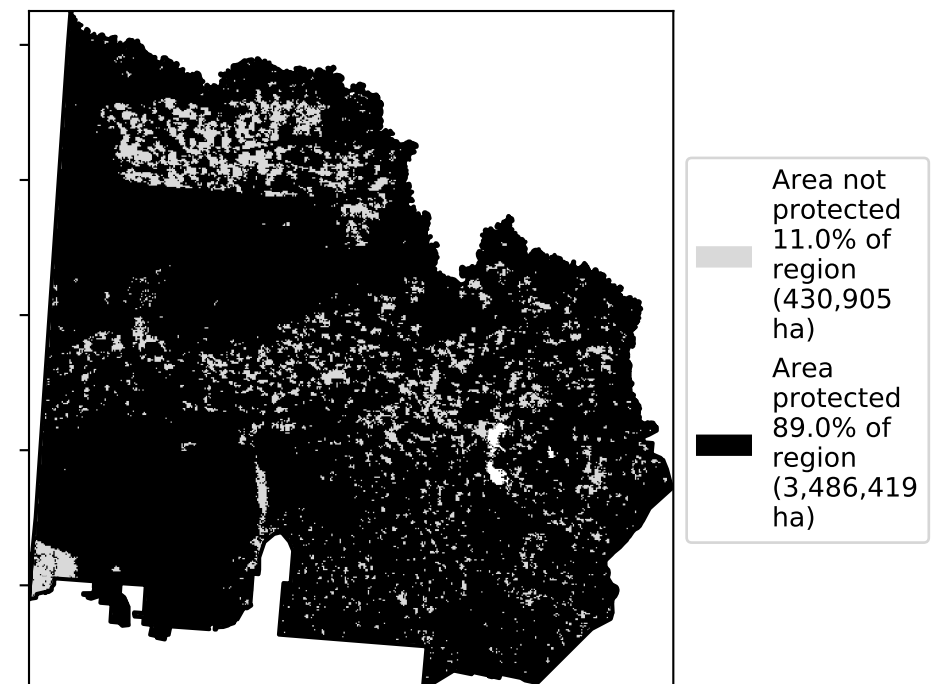 Area not
protected
11.0% of
region
(430,905
ha)
Area
protected
89.0% of
region
(3,486,419
ha)